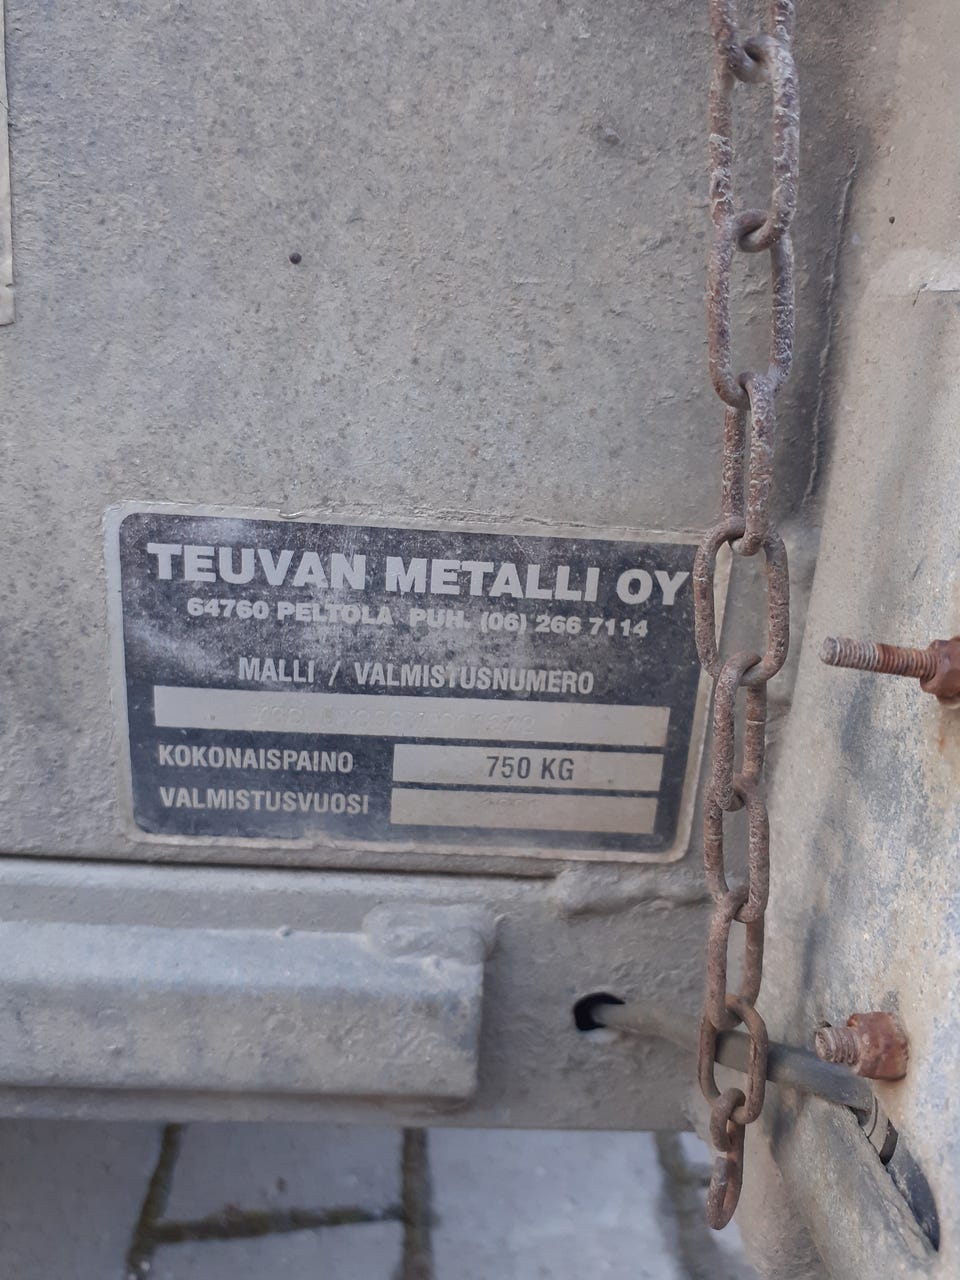 TEUVAN METALLI OY
64760 PELTOLA PUH. (06) 266 7114
MALLI / VALMISTUSNUMERO
KOKONAISPAINO 750 KG
VALMISTUSVUOSI